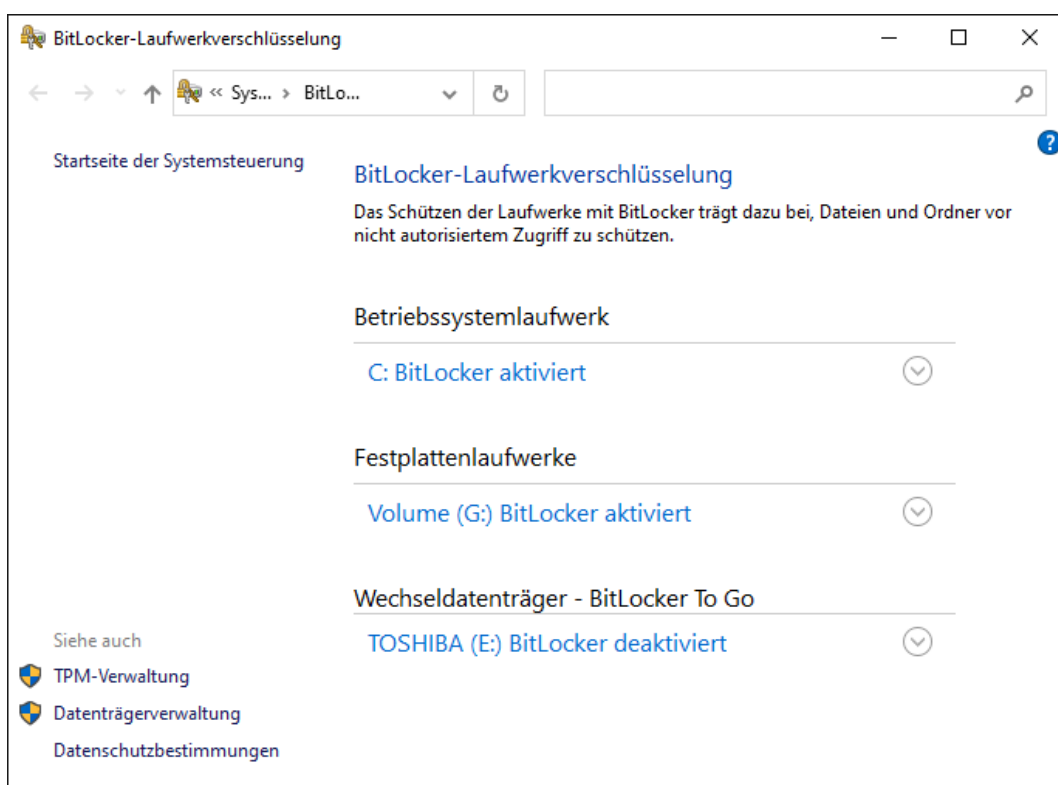 BitLocker-Laufwerkverschlüsselung
« Sys... › BitLo...
?
Startseite der Systemsteuerung
BitLocker-Laufwerkverschlüsselung
Das Schützen der Laufwerke mit BitLocker trägt dazu bei, Dateien und Ordner vor
nicht autorisiertem Zugriff zu schützen.
Betriebssystemlaufwerk
C: BitLocker aktiviert
Festplattenlaufwerke
Volume (G:) BitLocker aktiviert
Wechseldatenträger - BitLocker To Go
TOSHIBA (E:) BitLocker deaktiviert
Siehe auch
TPM-Verwaltung
Datenträgerverwaltung
Datenschutzbestimmungen